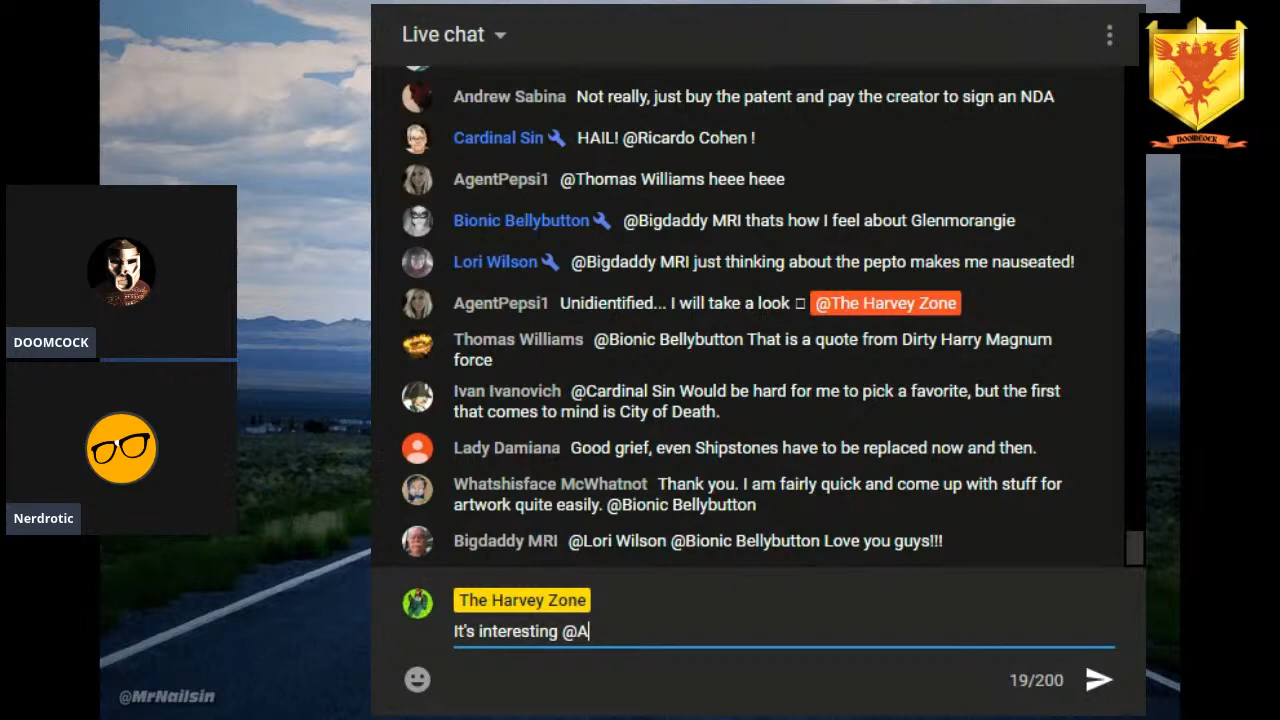 Live chat
DOOMCOCK
Andrew Sabina Not really, just buy the patent and pay the creator to sign an NDA
Cardinal Sin HAIL! @Ricardo Cohen !
AgentPepsi1 @Thomas Williams heee heee
Bionic Bellybutton @Bigdaddy MRI thats how I feel about Glenmorangie
Lori Wilson @Bigdaddy MRI just thinking about the pepto makes me nauseated!
AgentPepsi1 Unidentified... I will take a look □ @The Harvey Zone
DOOMCOCK
Thomas Williams @Bionic Bellybutton That is a quote from Dirty Harry Magnum
force
Ivan Ivanovich @Cardinal Sin Would be hard for me to pick a favorite, but the first
that comes to mind is City of Death.
Lady Damiana Good grief, even Shipstones have to be replaced now and then.
Whatshisface McWhatnot Thank you. I am fairly quick and come up with stuff for
artwork quite easily. @Bionic Bellybutton
Nerdrotic
Bigdaddy MRI @Lori Wilson @Bionic Bellybutton Love you guys!!!
The Harvey Zone
It's interesting @A
19/200
@MrNailsin